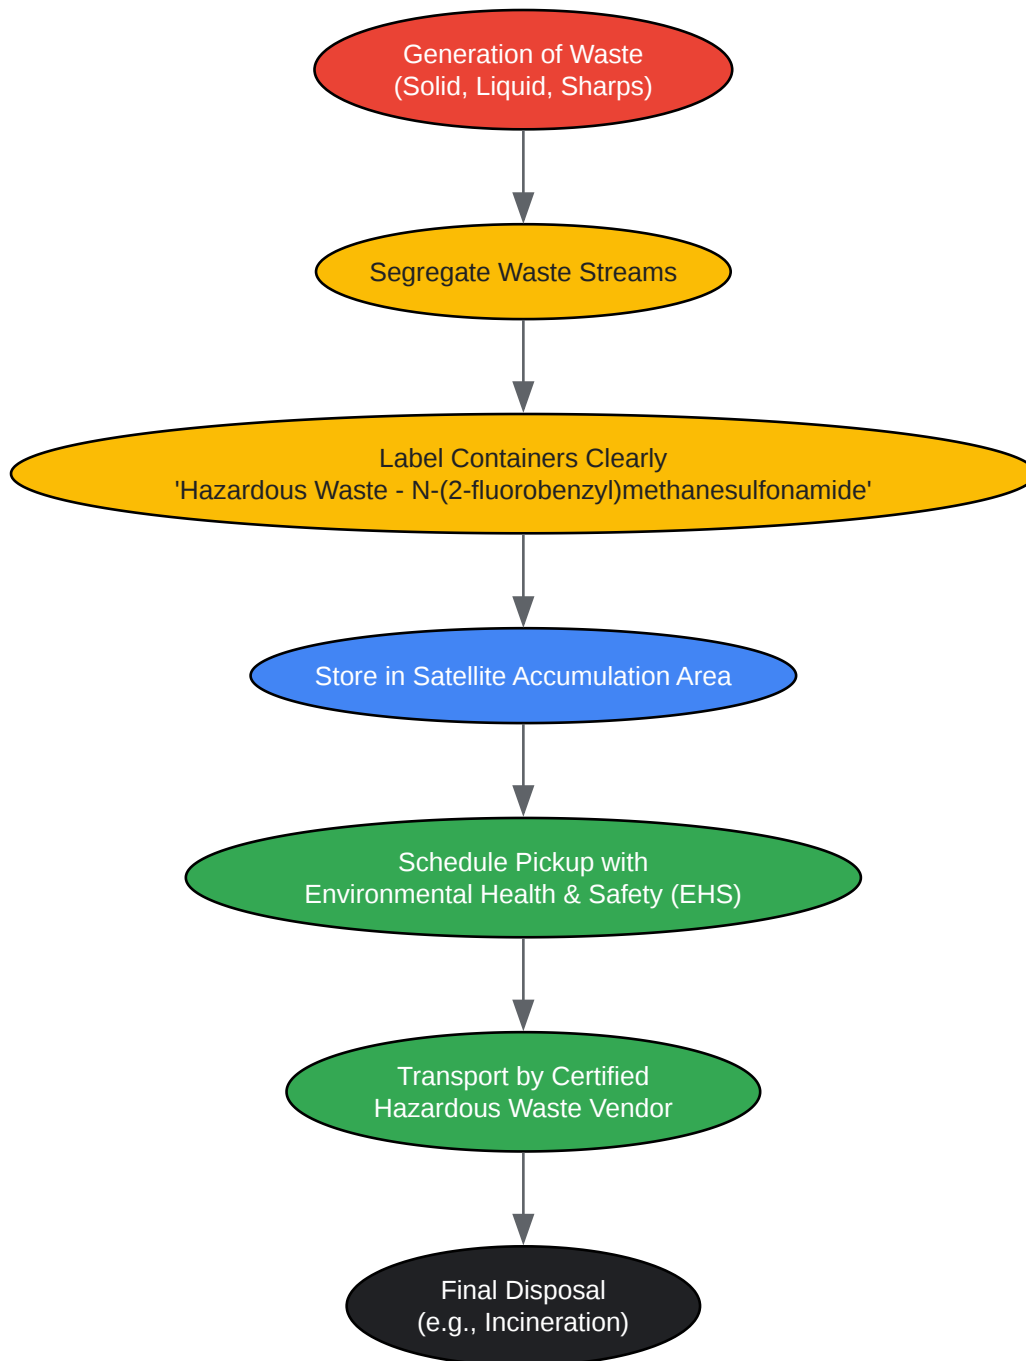 Generation of Waste
(Solid, Liquid, Sharps)
Segregate Waste Streams
Label Containers Clearly
'Hazardous Waste - N-(2-fluorobenzyl)methanesulfonamide'
Store in Satellite Accumulation Area
Schedule Pickup with
Environmental Health & Safety (EHS)
Transport by Certified
Hazardous Waste Vendor
Final Disposal
(e.g., Incineration)